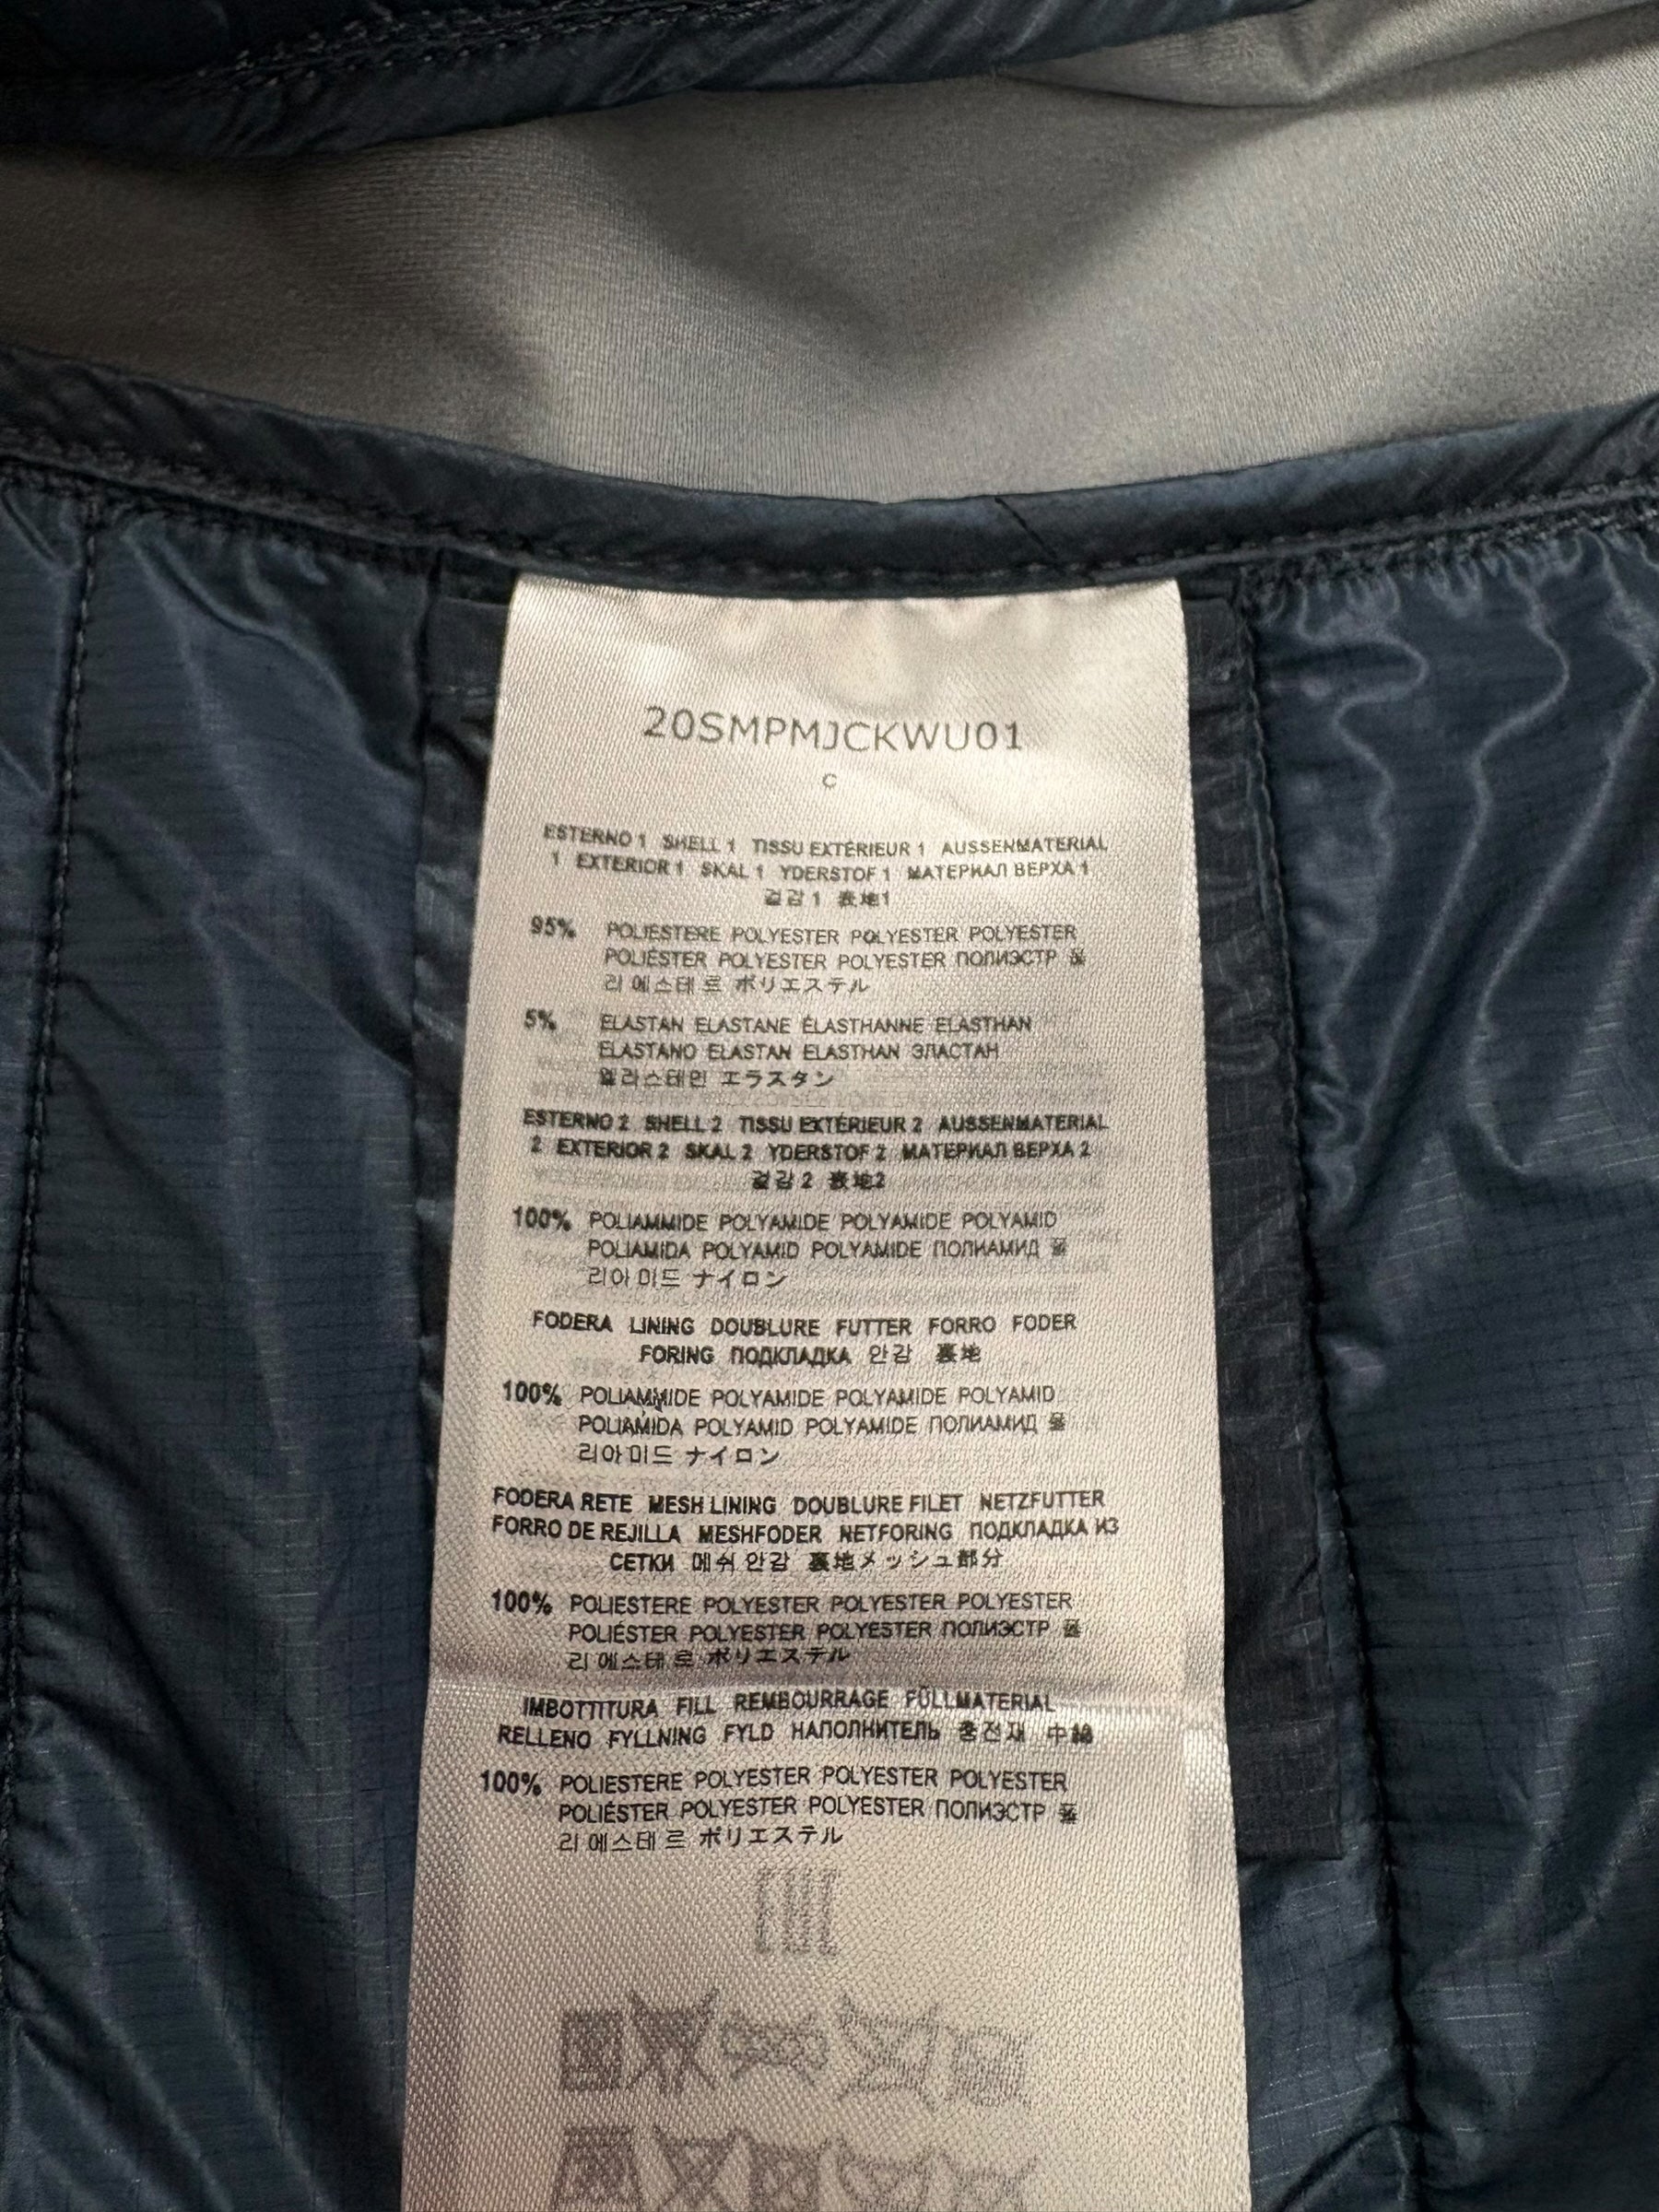 20SMPMJCKWU01
C
ESTERNO 1 SHELL 1 TISSU EXTÉRIEUR 1 AUSSENMATERIAL
1 EXTERIOR 1 SKAL 1 YDERSTOF 1 МАТЕРИАЛ ВЕРХА 1
겉감 1 表地1
95% POLIESTERE POLYESTER POLYESTER POLYESTER
POLIÉSTER POLYESTER POLYESTER ПОЛИЭСТР 폴
리 에스테 르 ポリエステル
5% ELASTAN ELASTANE ÉLASTHANNE ELASTHAN
ELASTANO ELASTAN ELASTHAN ЭЛАСТАН
엘라스테인 エラスタン
ESTERNO 2 SHELL 2 TISSU EXTÉRIEUR 2 AUSSENMATERIAL
2 EXTERIOR 2 SKAL 2 YDERSTOF 2 МАТЕРИАЛ ВЕРХА 2
겉감 2 表地2
100% POLIAMMIDE POLYAMIDE POLYAMIDE POLYAMID
POLIAMIDA POLYAMID POLYAMIDE ПОЛИАМИД 폴
리아미드 ナイロン
FODERA LINING DOUBLURE FUTTER FORRO FODER
FORING ПОДКЛАДКА 안감 裏地
100% POLIAMMIDE POLYAMIDE POLYAMIDE POLYAMID
POLIAMIDA POLYAMID POLYAMIDE ПОЛИАМИД 폴
리아미드 ナイロン
FODERA RETE MESH LINING DOUBLURE FILET NETZFUTTER
FORRO DE REJILLA MESHFODER NETFORING ПОДКЛАДКА ИЗ
СЕТКИ 메쉬 안감 裏地メッシュ部分
100% POLIESTERE POLYESTER POLYESTER POLYESTER
POLIÉSTER POLYESTER POLYESTER ПОЛИЭСТР 폴
리 에스테 르 ポリエステル
IMBOTTITURA FILL REMBOURRAGE FÜLLMATERIAL
RELLENO FYLLNING FYLD НАПОЛНИТЕЛЬ 충전재 中綿
100% POLIESTERE POLYESTER POLYESTER POLYESTER
POLIÉSTER POLYESTER POLYESTER ПОЛИЭСТР 폴
리 에스테 르 ポリエステル
EAC